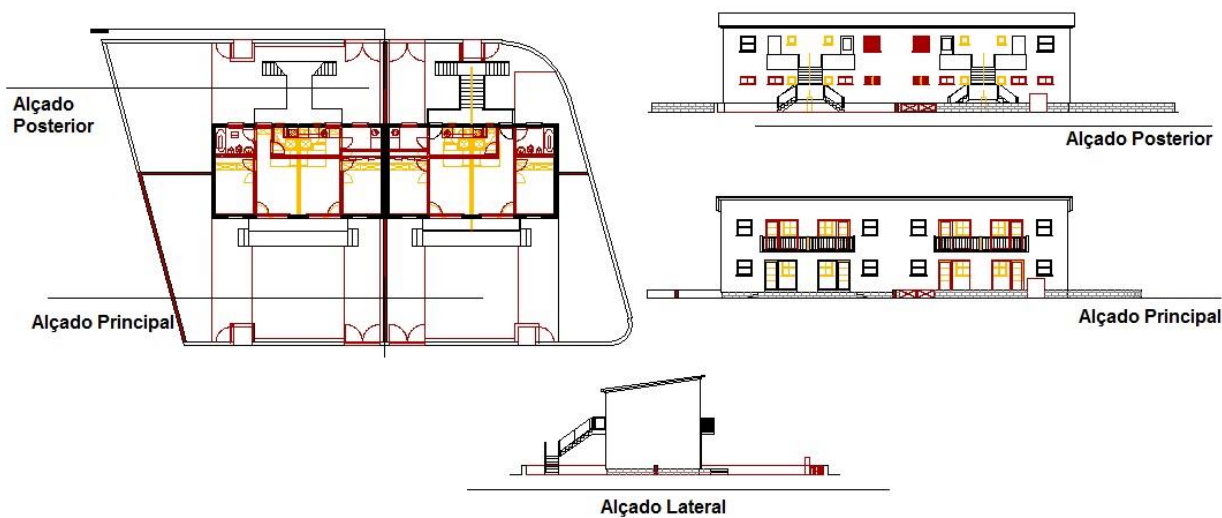 Alçado
Posterior
Alçado Principal
Alçado Posterior
Alçado Principal
Alçado Lateral